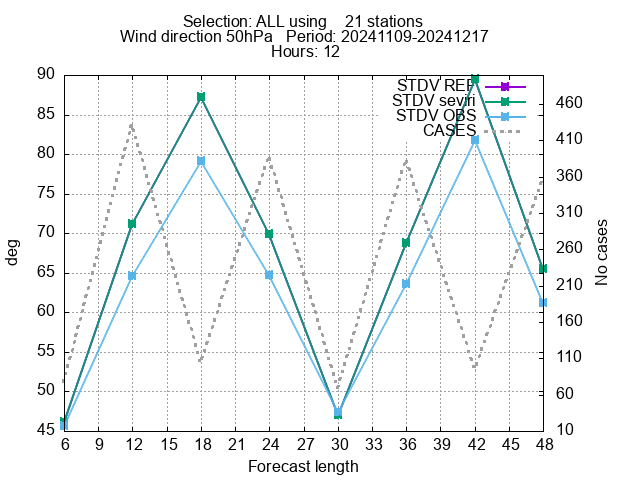 Selection: ALL using    21 stations
Wind direction 50hPa   Period: 20241109-20241217
Hours: 12
STDV REF
STDV seviri
STDV OBS
CASES
90
85
80
75
70
65
60
55
50
45
deg
460
410
360
310
260
210
160
110
60
10
No cases
6 9 12 15 18 21 24 27 30 33 36 39 42 45 48
Forecast length